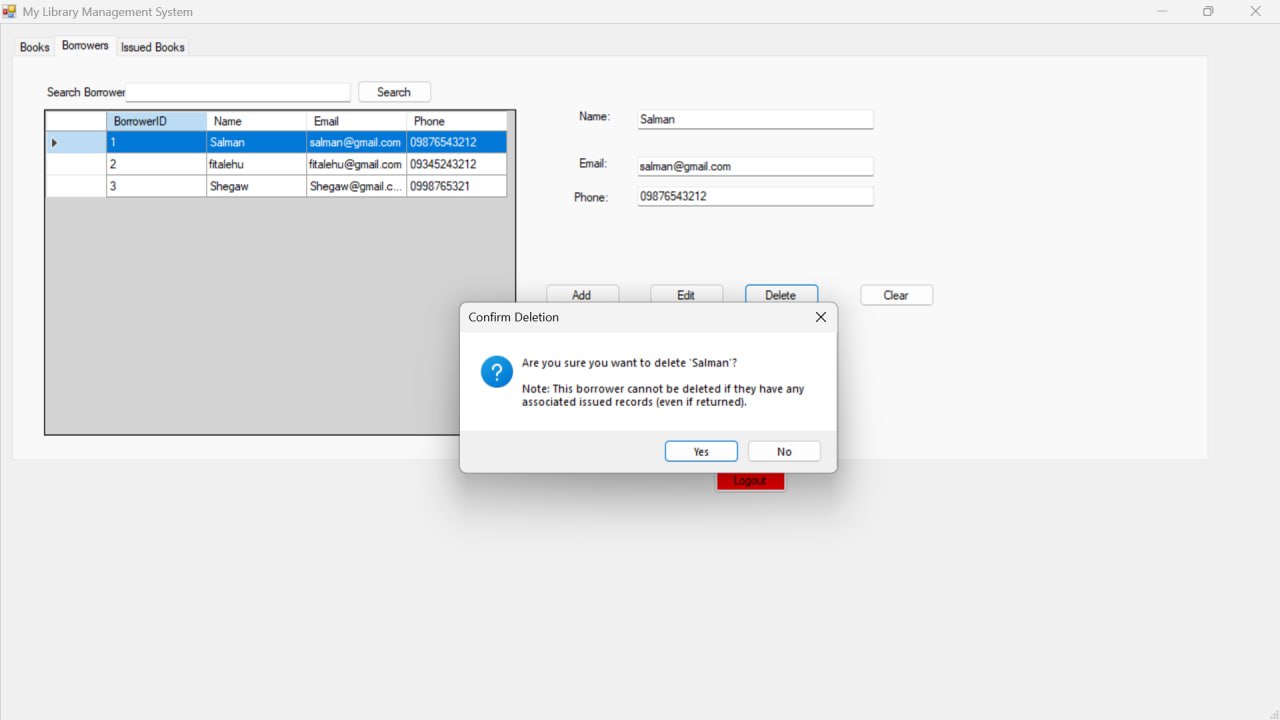 My Library Management System
Books Borrowers Issued Books
Search Borrower Search
BorrowerID Name Email Phone
1 Salman salman@gmail.com 09876543212
2 fitalehu fitalehu@gmail.com 09345243212
3 Shegaw Shegaw@gmail.c... 0998765321
Name: Salman
Email: salman@gmail.com
Phone: 09876543212
Add Edit Delete Clear
Confirm Deletion
?
Are you sure you want to delete 'Salman'?
Note: This borrower cannot be deleted if they have any
associated issued records (even if returned).
Yes No
Logout